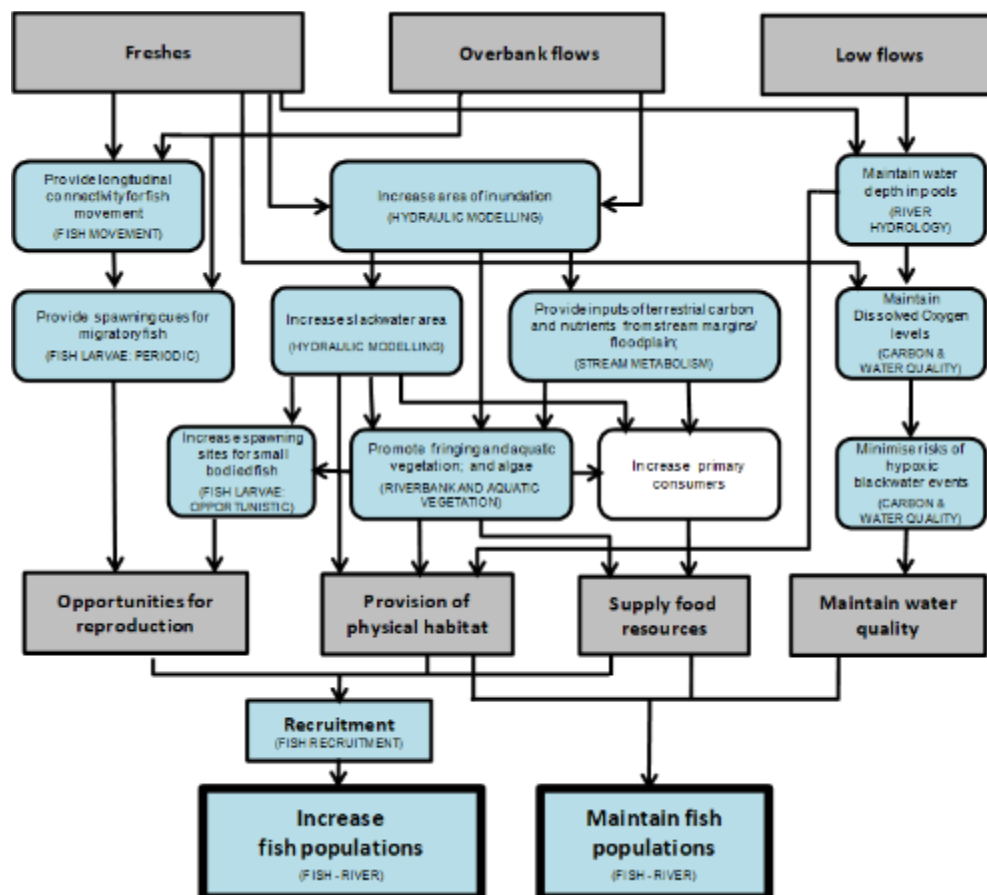 Freshes
Overbank flows
Low flows
Provide longitudinal
connectivity for fish
movement
(FISH MOVEMENT)
Increase area of inundation
(HYDRAULIC MODELLING)
Maintain water
depth in pools
(RIVER
HYDROLOGY)
Provide spawning cues for
migratory fish
(FISH LARVAE: PERIODIC)
Increase slackwater area
(HYDRAULIC MODELLING)
Provide inputs of terrestrial carbon
and nutrients from stream margins/
floodplain;
(STREAM METABOLISM)
Maintain
Dissolved Oxygen
levels
(CARBON &
WATER QUALITY)
Increase spawning
sites for small
bodied fish
(FISH LARVAE:
OPPORTUNISTIC)
Promote fringing and aquatic
vegetation; and algae
(RIVERBANK AND AQUATIC
VEGETATION)
Increase primary
consumers
Minimise risks of
hypoxic
blackwater events
(CARBON &
WATER QUALITY)
Opportunities for
reproduction
Provision of
physical habitat
Supply food
resources
Maintain water
quality
Recruitment
(FISH RECRUITMENT)
Increase
fish populations
(FISH - RIVER)
Maintain fish
populations
(FISH - RIVER)